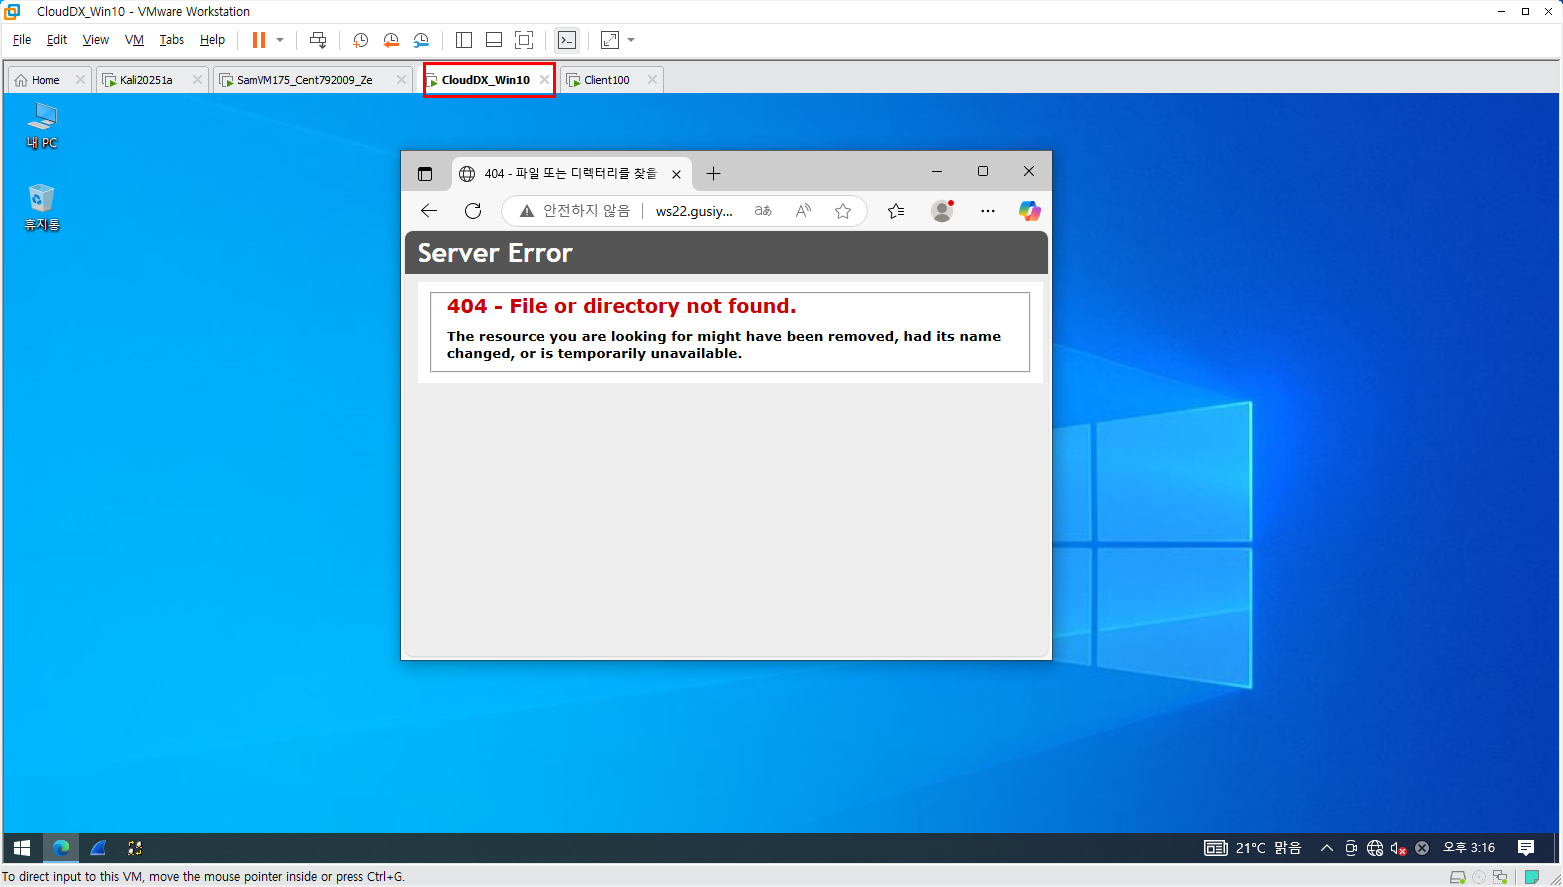 CloudDX_Win10 - VMware Workstation
File Edit View VM Tabs Help
Home Kali20251a SamVM175_Cent792009_Ze CloudDX_Win10 Client100
내 PC
휴지통
404 - 파일 또는 디렉터리를 찾을
안전하지 않음 ws22.gusiy... aあ A
Server Error
404 - File or directory not found.
The resource you are looking for might have been removed, had its name
changed, or is temporarily unavailable.
21°C 맑음 오후 3:16
To direct input to this VM, move the mouse pointer inside or press Ctrl+G.